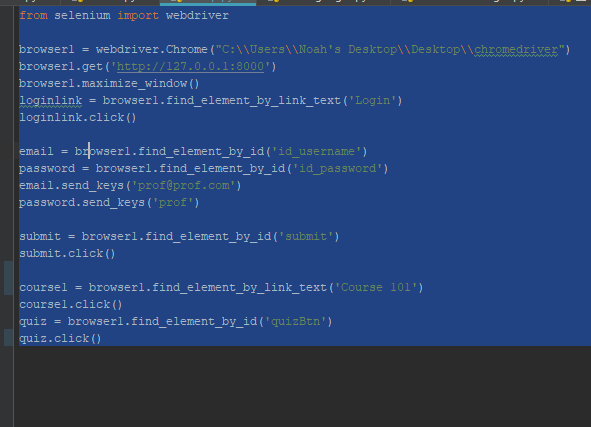 from selenium import webdriver
browser1 = webdriver.Chrome("C:\\Users\\Noah's Desktop\\Desktop\\chromedriver")
browser1.get('http://127.0.0.1:8000')
browser1.maximize_window()
loginlink = browser1.find_element_by_link_text('Login')
loginlink.click()
email = browser1.find_element_by_id('id_username')
password = browser1.find_element_by_id('id_password')
email.send_keys('prof@prof.com')
password.send_keys('prof')
submit = browser1.find_element_by_id('submit')
submit.click()
course1 = browser1.find_element_by_link_text('Course 101')
course1.click()
quiz = browser1.find_element_by_id('quizBtn')
quiz.click()